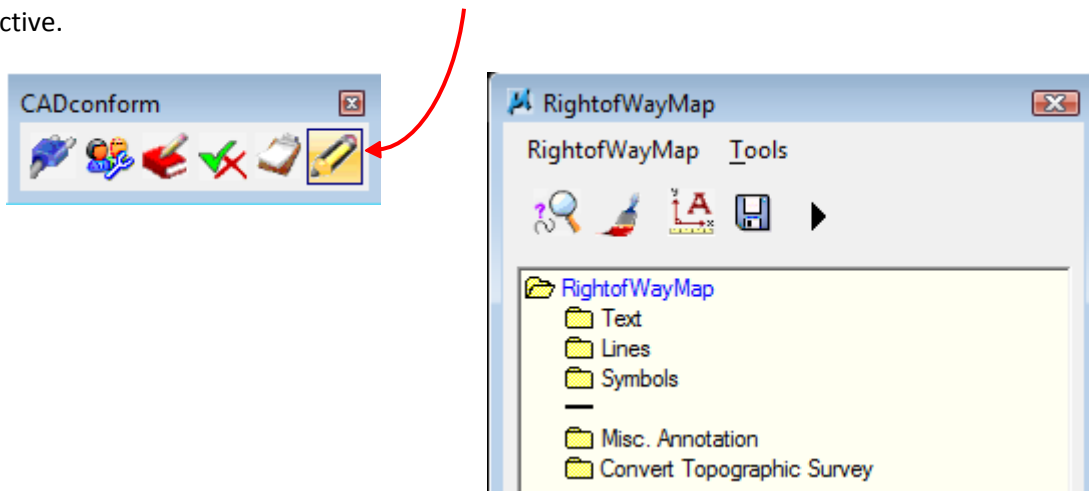 ctive.
CADconform
RightofWayMap
RightofWayMap Tools
RightofWayMap
Text
Lines
Symbols
Misc. Annotation
Convert Topographic Survey